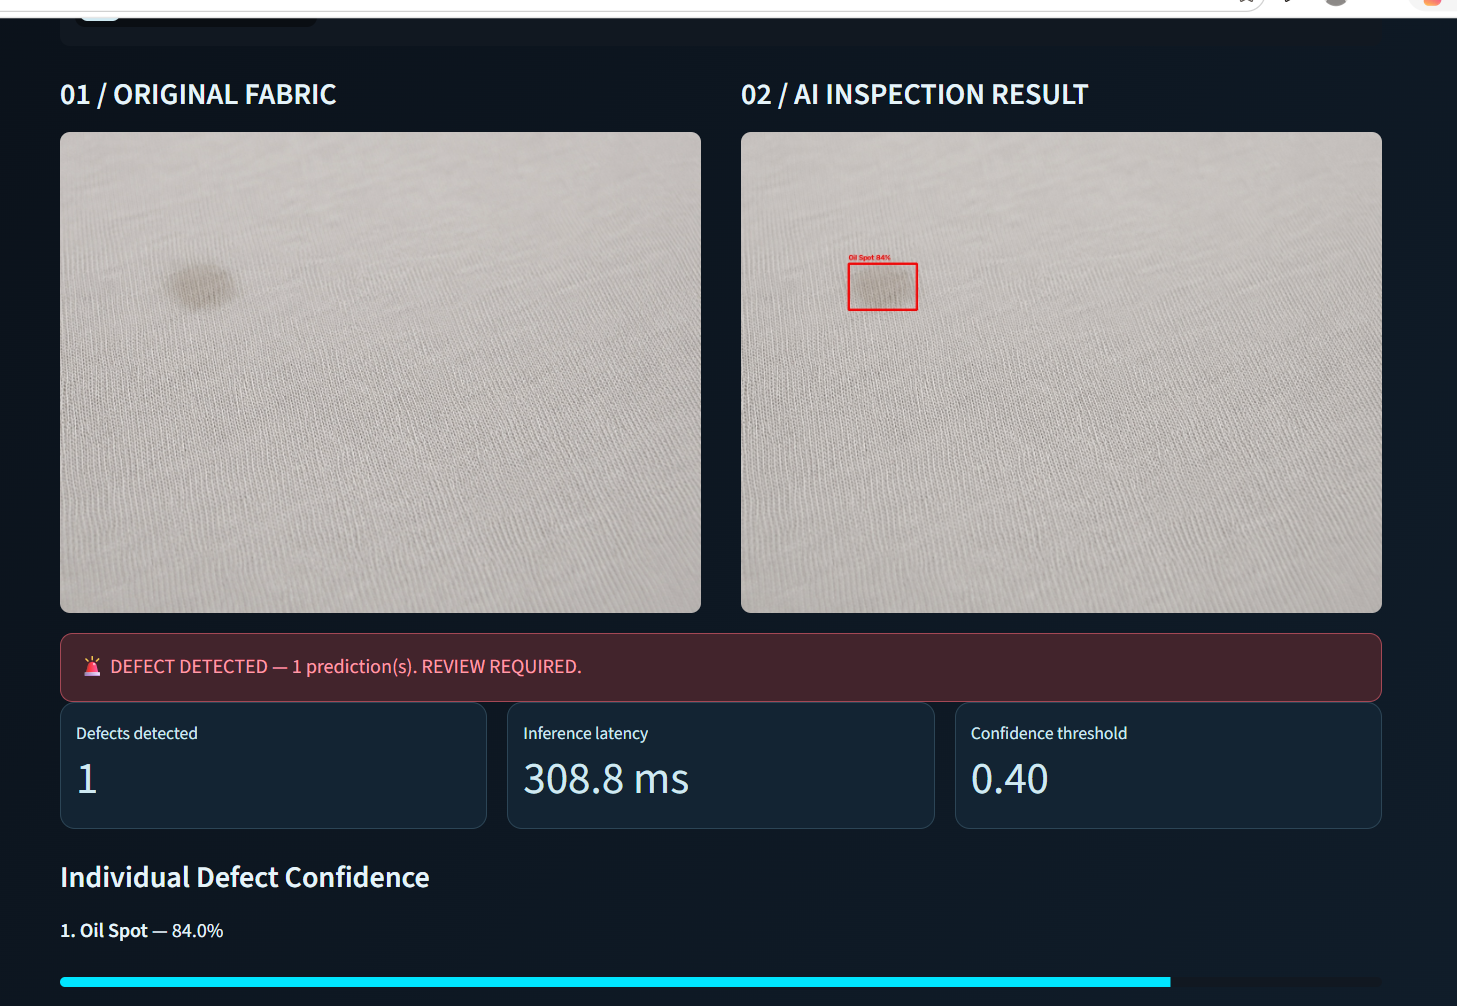 01 / ORIGINAL FABRIC
02 / AI INSPECTION RESULT
Oil Spot 84%
🚨 DEFECT DETECTED — 1 prediction(s). REVIEW REQUIRED.
Defects detected
1
Inference latency
308.8 ms
Confidence threshold
0.40
Individual Defect Confidence
1. Oil Spot — 84.0%